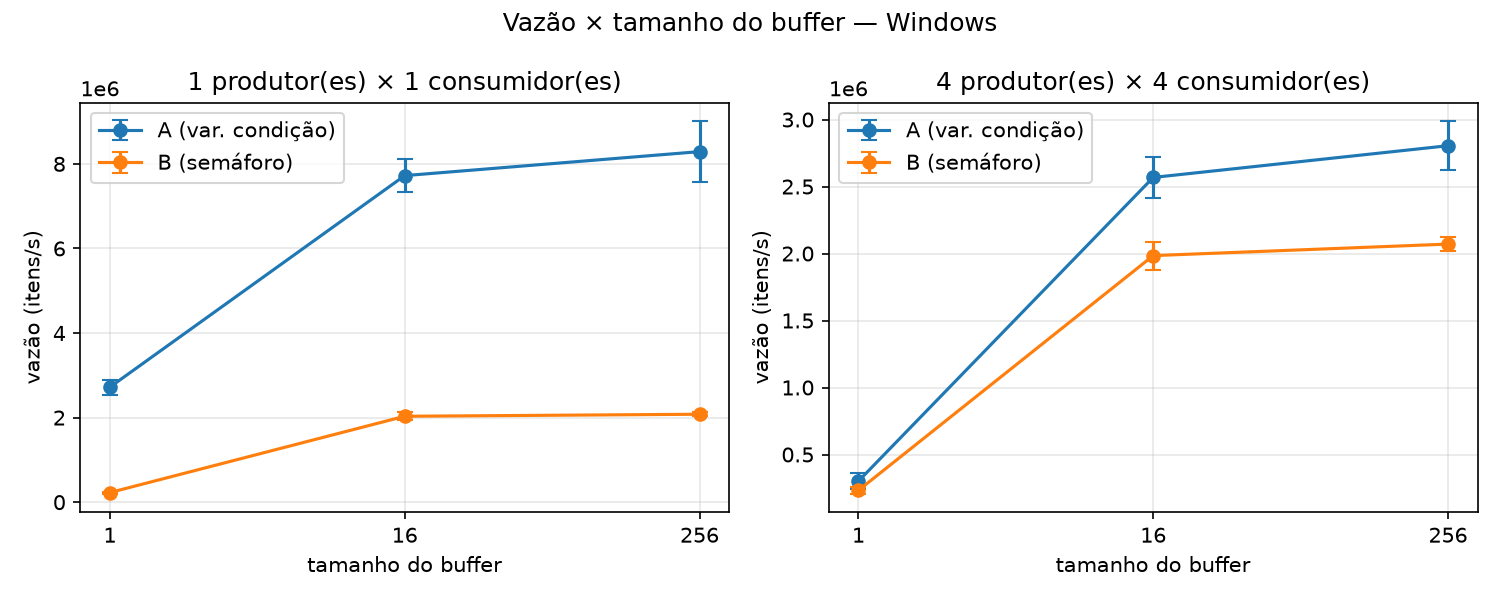 Vazão × tamanho do buffer — Windows
1 produtor(es) × 1 consumidor(es)
1e6
A (var. condição)
B (semáforo)
8
6
4
2
0
vazão (itens/s)
1
16
256
tamanho do buffer
4 produtor(es) × 4 consumidor(es)
1e6
A (var. condição)
B (semáforo)
3.0
2.5
2.0
1.5
1.0
0.5
vazão (itens/s)
1
16
256
tamanho do buffer